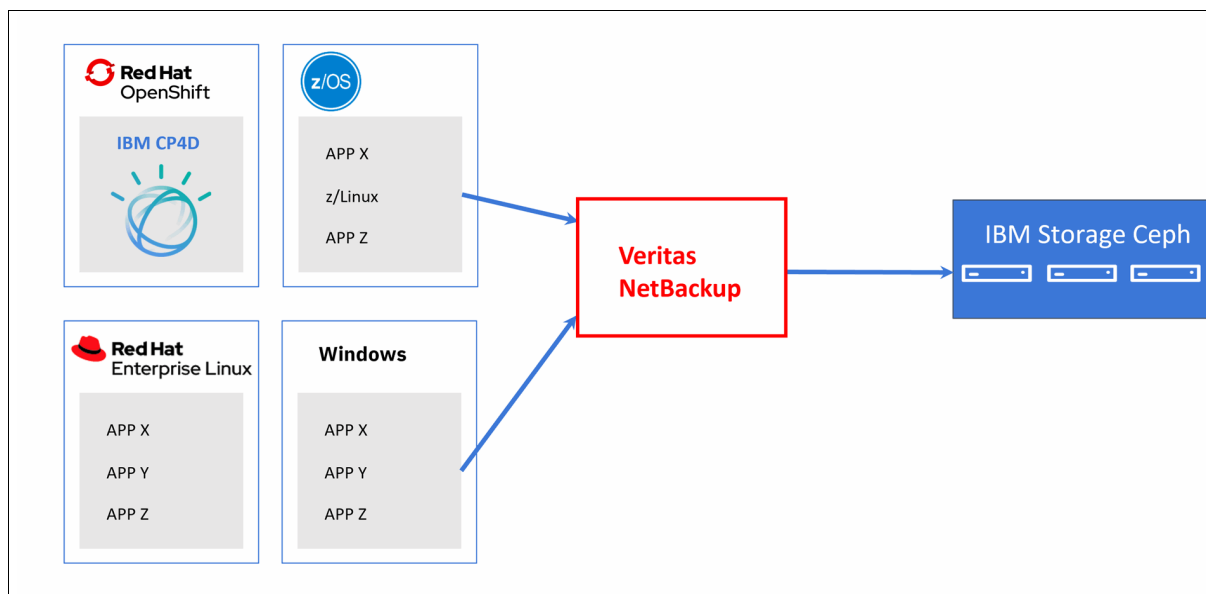 Red Hat
OpenShift
IBM CP4D
z/OS
APP X
z/Linux
APP Z
Red Hat
Enterprise Linux
APP X
APP Y
APP Z
Windows
APP X
APP Y
APP Z
Veritas
NetBackup
IBM Storage Ceph